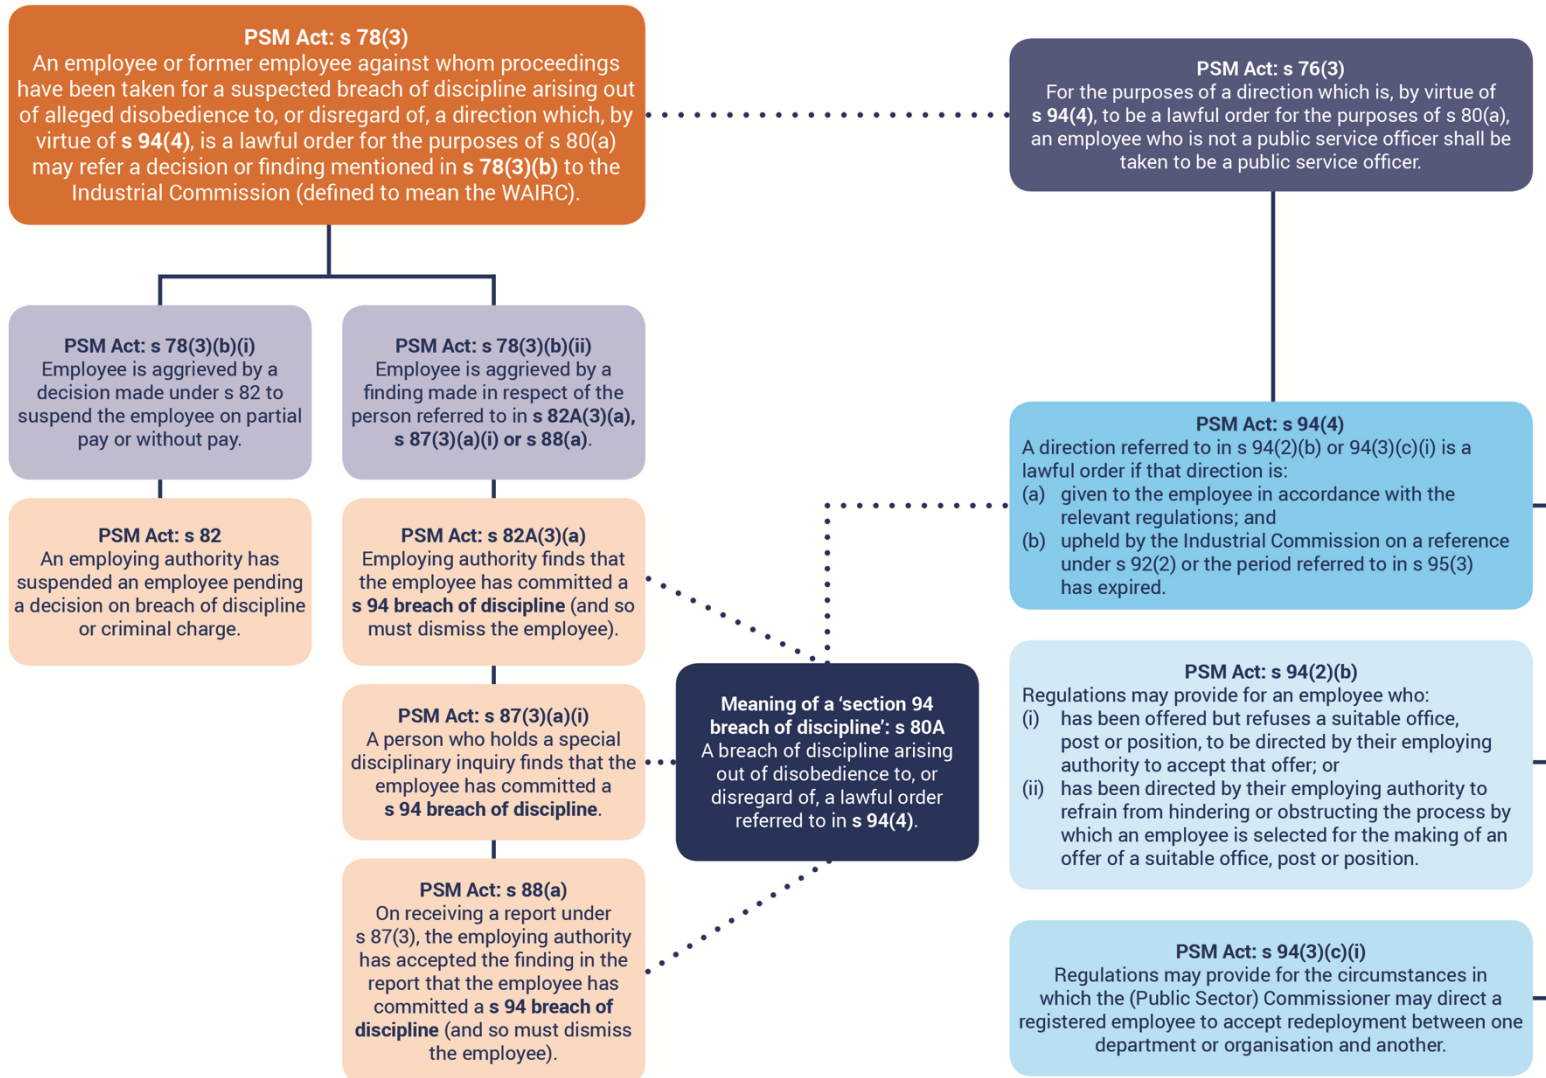 PSM Act: s 78(3)
An employee or former employee against whom proceedings
have been taken for a suspected breach of discipline arising out
of alleged disobedience to, or disregard of, a direction which, by
virtue of s 94(4), is a lawful order for the purposes of s 80(a)
may refer a decision or finding mentioned in s 78(3)(b) to the
Industrial Commission (defined to mean the WAIRC).
PSM Act: s 76(3)
For the purposes of a direction which is, by virtue of
s 94(4), to be a lawful order for the purposes of s 80(a),
an employee who is not a public service officer shall be
taken to be a public service officer.
PSM Act: s 78(3)(b)(i)
Employee is aggrieved by a
decision made under s 82 to
suspend the employee on partial
pay or without pay.
PSM Act: s 78(3)(b)(ii)
Employee is aggrieved by a
finding made in respect of the
person referred to in s 82A(3)(a),
s 87(3)(a)(i) or s 88(a).
PSM Act: s 82
An employing authority has
suspended an employee pending
a decision on breach of discipline
or criminal charge.
PSM Act: s 82A(3)(a)
Employing authority finds that
the employee has committed a
s 94 breach of discipline (and so
must dismiss the employee).
PSM Act: s 87(3)(a)(i)
A person who holds a special
disciplinary inquiry finds that the
employee has committed a
s 94 breach of discipline.
PSM Act: s 88(a)
On receiving a report under
s 87(3), the employing authority
has accepted the finding in the
report that the employee has
committed a s 94 breach of
discipline (and so must dismiss
the employee).
Meaning of a ‘section 94
breach of discipline’: s 80A
A breach of discipline arising
out of disobedience to, or
disregard of, a lawful order
referred to in s 94(4).
PSM Act: s 94(4)
A direction referred to in s 94(2)(b) or 94(3)(c)(i) is a
lawful order if that direction is:
(a) given to the employee in accordance with the
relevant regulations; and
(b) upheld by the Industrial Commission on a reference
under s 92(2) or the period referred to in s 95(3)
has expired.
PSM Act: s 94(2)(b)
Regulations may provide for an employee who:
(i) has been offered but refuses a suitable office,
post or position, to be directed by their employing
authority to accept that offer; or
(ii) has been directed by their employing authority to
refrain from hindering or obstructing the process by
which an employee is selected for the making of an
offer of a suitable office, post or position.
PSM Act: s 94(3)(c)(i)
Regulations may provide for the circumstances in
which the (Public Sector) Commissioner may direct a
registered employee to accept redeployment between one
department or organisation and another.